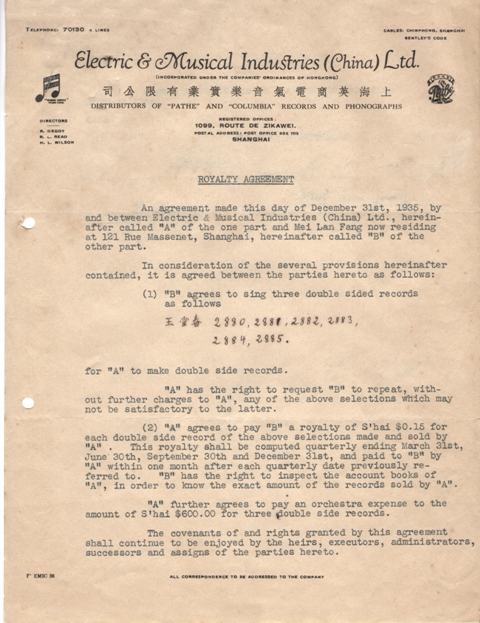 TELEPHONE: 70130 4 LINES
CABLES: CHINPHONE, SHANGHAI
BENTLEY'S CODE
Electric & Musical Industries (China) Ltd.
(INCORPORATED UNDER THE COMPANIES' ORDINANCES OF HONGKONG)
司公限有業實樂音氣電商英海上
DISTRIBUTORS OF "PATHE" AND "COLUMBIA" RECORDS AND PHONOGRAPHS
DIRECTORS
R. DEGOY
R. L. READ
H. L. WILSON
REGISTERED OFFICES:
1099, ROUTE DE ZIKAWEI.
POSTAL ADDRESS: POST OFFICE BOX
SHANGHAI
ROYALTY AGREEMENT
An agreement made this day of December 31st, 1935, by
and between Electric & Musical Industries (China) Ltd., herein-
after called "A" of the one part and Mei Lan Fang now residing
at 121 Rue Massenet, Shanghai, hereinafter called "B" of the
other part.
In consideration of the several provisions hereinafter
contained, it is agreed between the parties hereto as follows:
(1) "B" agrees to sing three double sided records
as follows
王寶春 2880, 2881, 2882, 2883,
2884, 2885.
for "A" to make double side records.
"A" has the right to request "B" to repeat, with-
out further charges to "A", any of the above selections which may
not be satisfactory to the latter.
(2) "A" agrees to pay "B" a royalty of S'hai $0.15 for
each double side record of the above selections made and sold by
"A" . This royalty shall be computed quarterly ending March 31st,
June 30th, September 30th and December 31st, and paid to "B" by
"A" within one month after each quarterly date previously re-
ferred to. "B" has the right to inspect the account books of
"A", in order to know the exact amount of the records sold by "A".
"A" further agrees to pay an orchestra expense to the
amount of S'hai $600.00 for three double side records.
The covenants of and rights granted by this agreement
shall continue to be enjoyed by the heirs, executors, administrators,
successors and assigns of the parties hereto.
F° EMIC 36
ALL CORRESPONDENCE TO BE ADDRESSED TO THE COMPANY